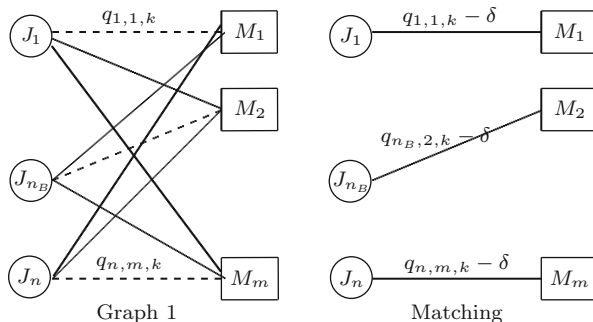 q_{1,1,k}
J_1
M_1
M_2
J_{n_B}
q_{n,m,k}
J_n
M_m
Graph 1
q_{1,1,k} − δ
J_1
M_1
M_2
q_{n_B,2,k} − δ
J_{n_B}
q_{n,m,k} − δ
J_n
M_m
Matching